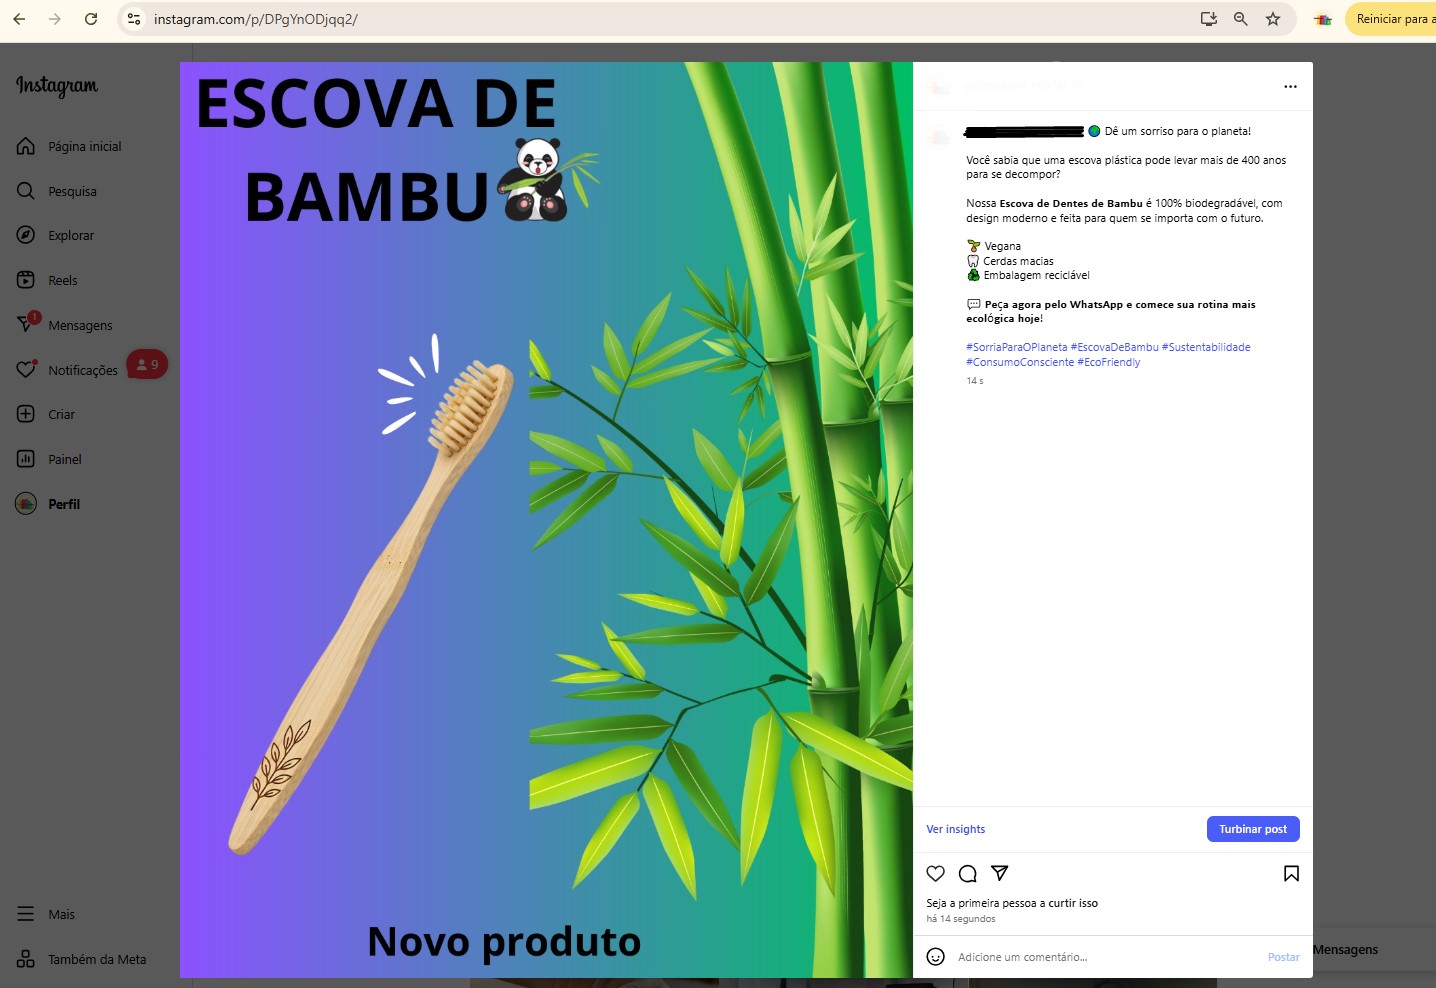 instagram.com/p/DPgYnODjqq2/
Reiniciar para a
Instagram
Página inicial
Pesquisa
Explorar
Reels
1
Mensagens
Notificações
9
Criar
Painel
Perfil
Mais
Também da Meta
ESCOVA DE
BAMBU
Novo produto
🌎 Dê um sorriso para o planeta!
Você sabia que uma escova plástica pode levar mais de 400 anos
para se decompor?
Nossa Escova de Dentes de Bambu é 100% biodegradável, com
design moderno e feita para quem se importa com o futuro.
🌱 Vegana
🦷 Cerdas macias
♻ Embalagem reciclável
💬 Peça agora pelo WhatsApp e comece sua rotina mais
ecológica hoje!
#SorriaParaOPlaneta #EscovaDeBambu #Sustentabilidade
#ConsumoConsciente #EcoFriendly
14 s
Ver insights
Turbinar post
Seja a primeira pessoa a curtir isso
há 14 segundos
Adicione um comentário...
Postar
Mensagens